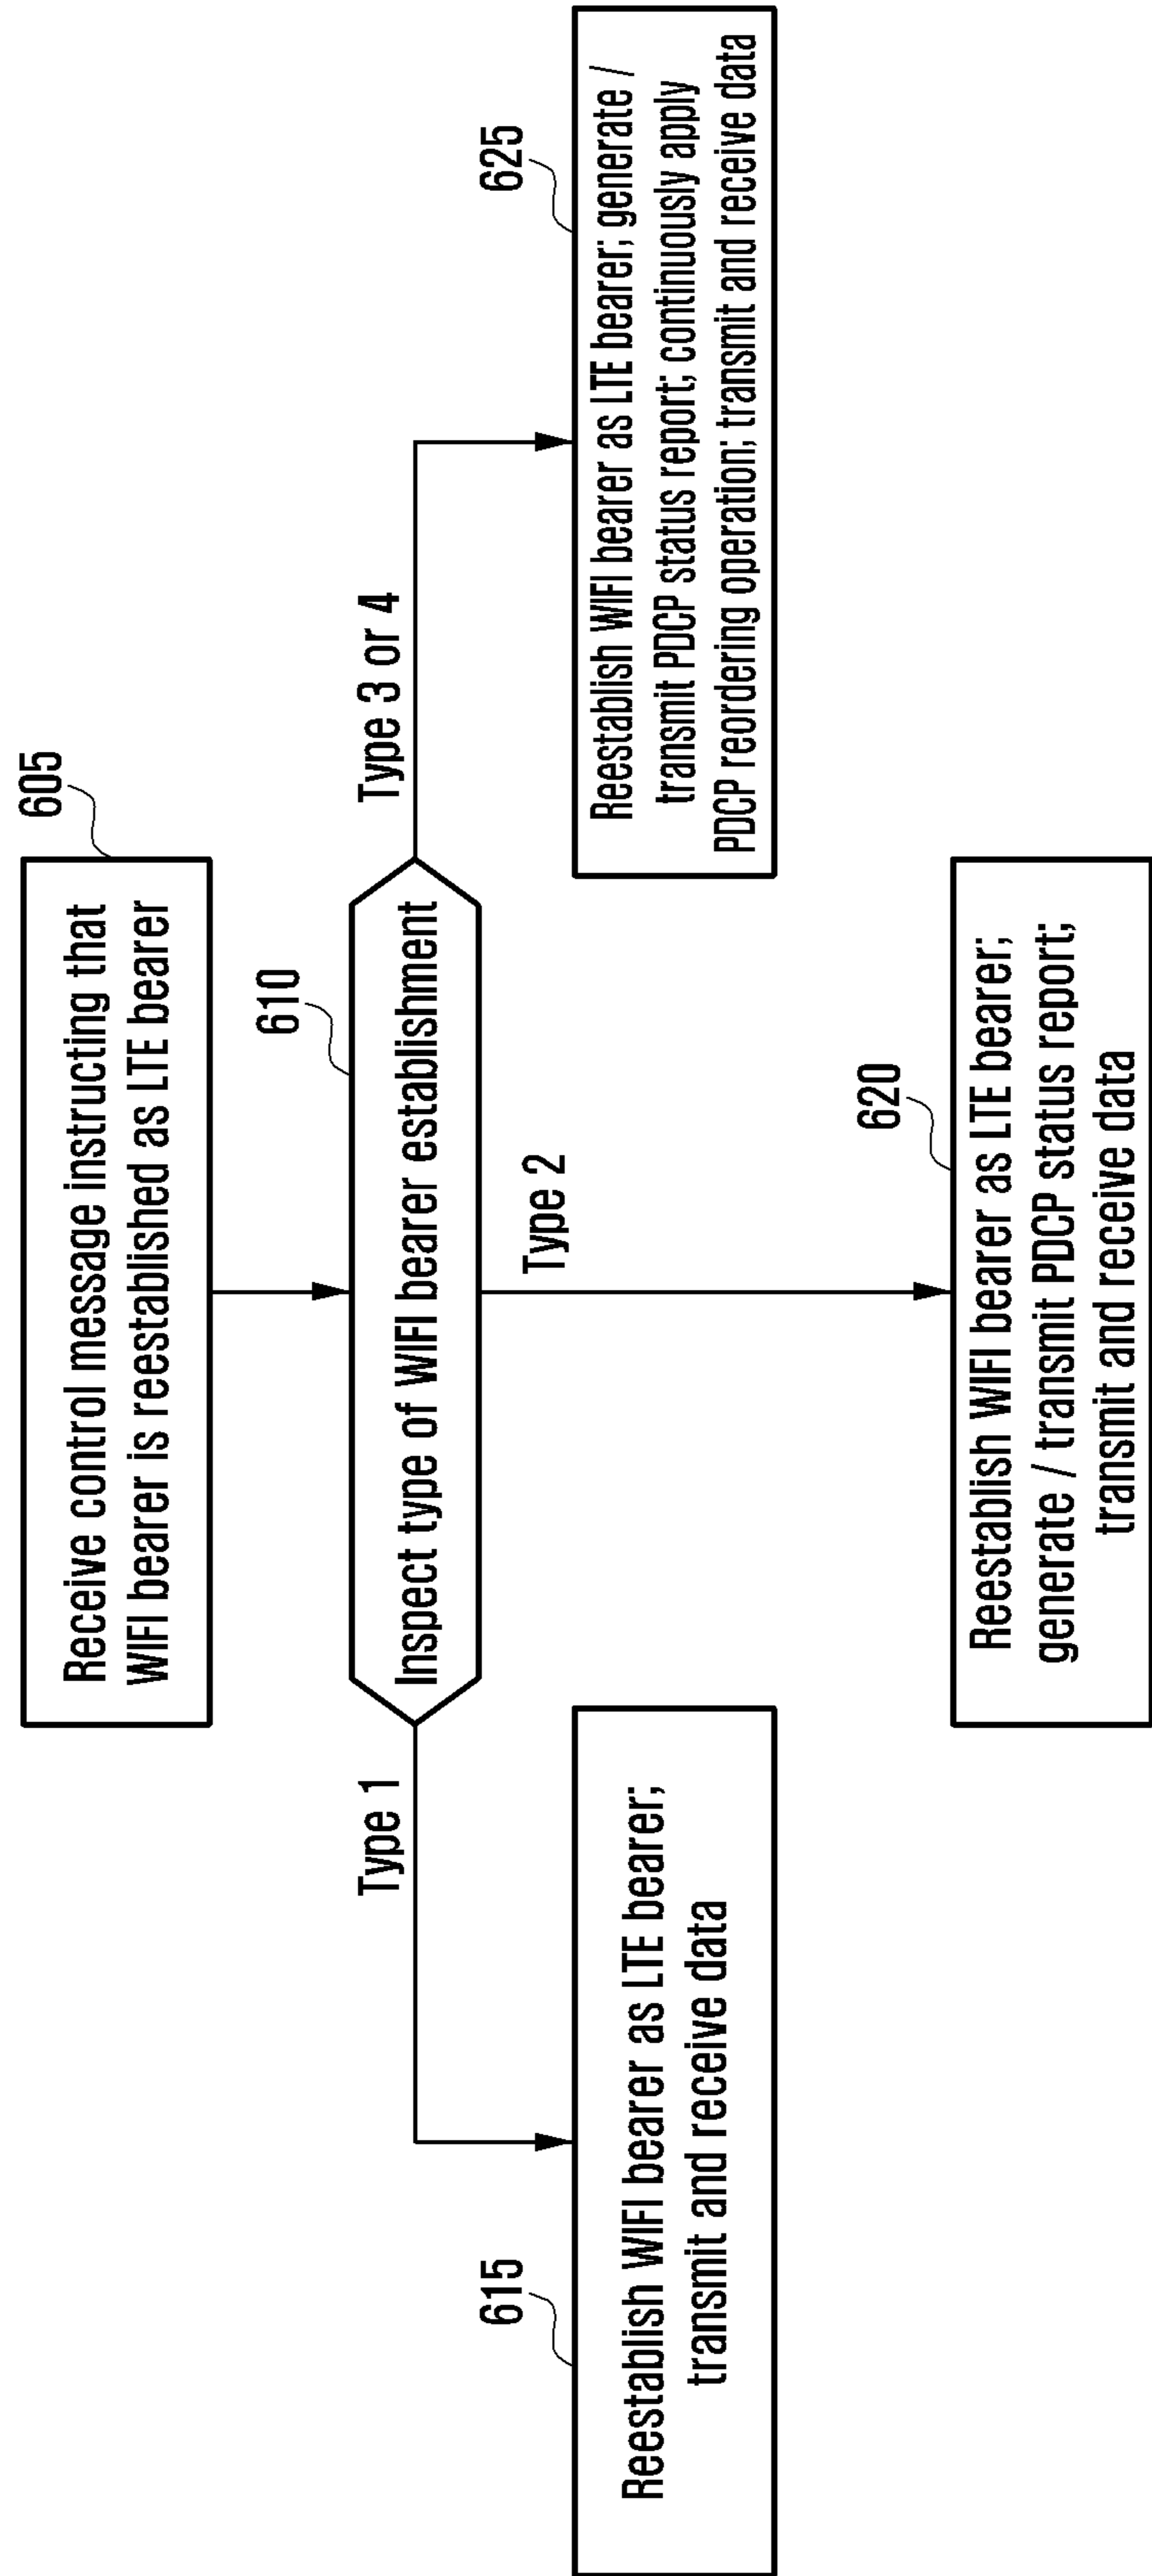 605
Receive control message instructing that
WIFI bearer is reestablished as LTE bearer
610
Inspect type of WIFI bearer establishment
Type 1
Type 3 or 4
Type 2
615
Reestablish WIFI bearer as LTE bearer;
transmit and receive data
625
Reestablish WIFI bearer as LTE bearer; generate /
transmit PDCP status report; continuously apply
PDCP reordering operation; transmit and receive data
620
Reestablish WIFI bearer as LTE bearer;
generate / transmit PDCP status report;
transmit and receive data